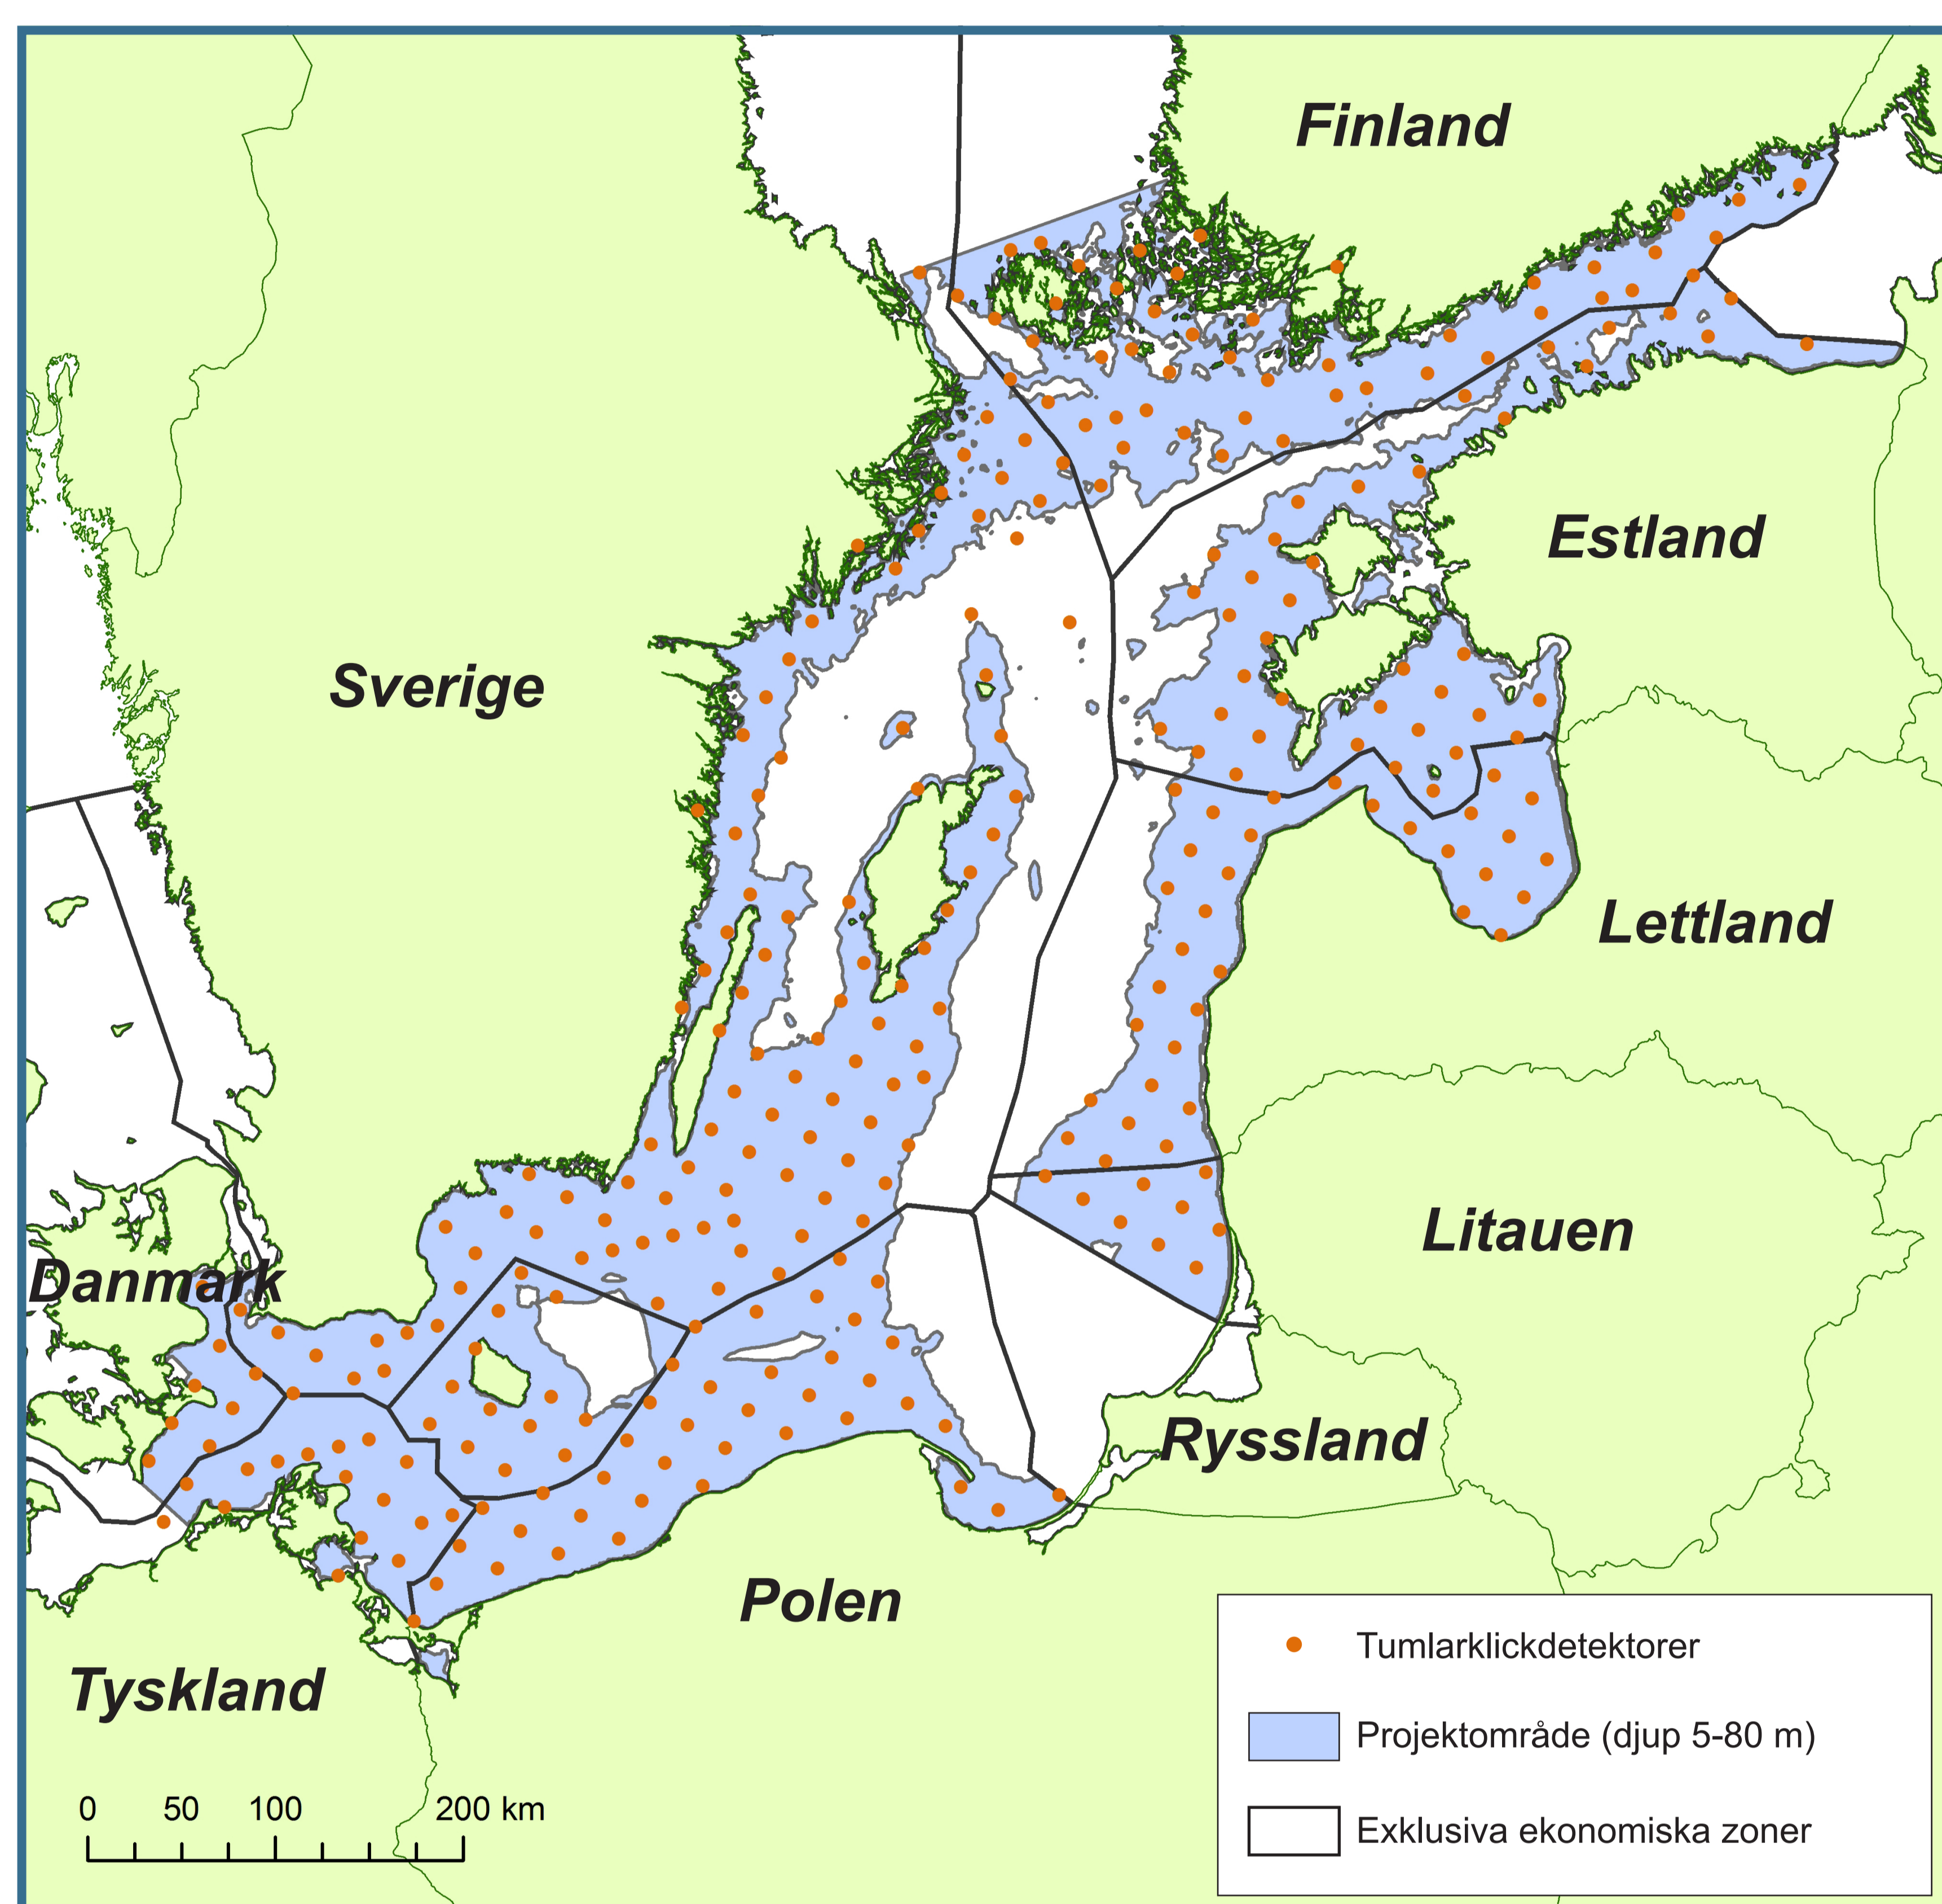 Finland
Estland
Sverige
Lettland
Litauen
Danmark
Ryssland
Polen
Tyskland
Tumlarklickdetektorer
Projektområde (djup 5-80 m)
Exklusiva ekonomiska zoner
0 50 100 200 km